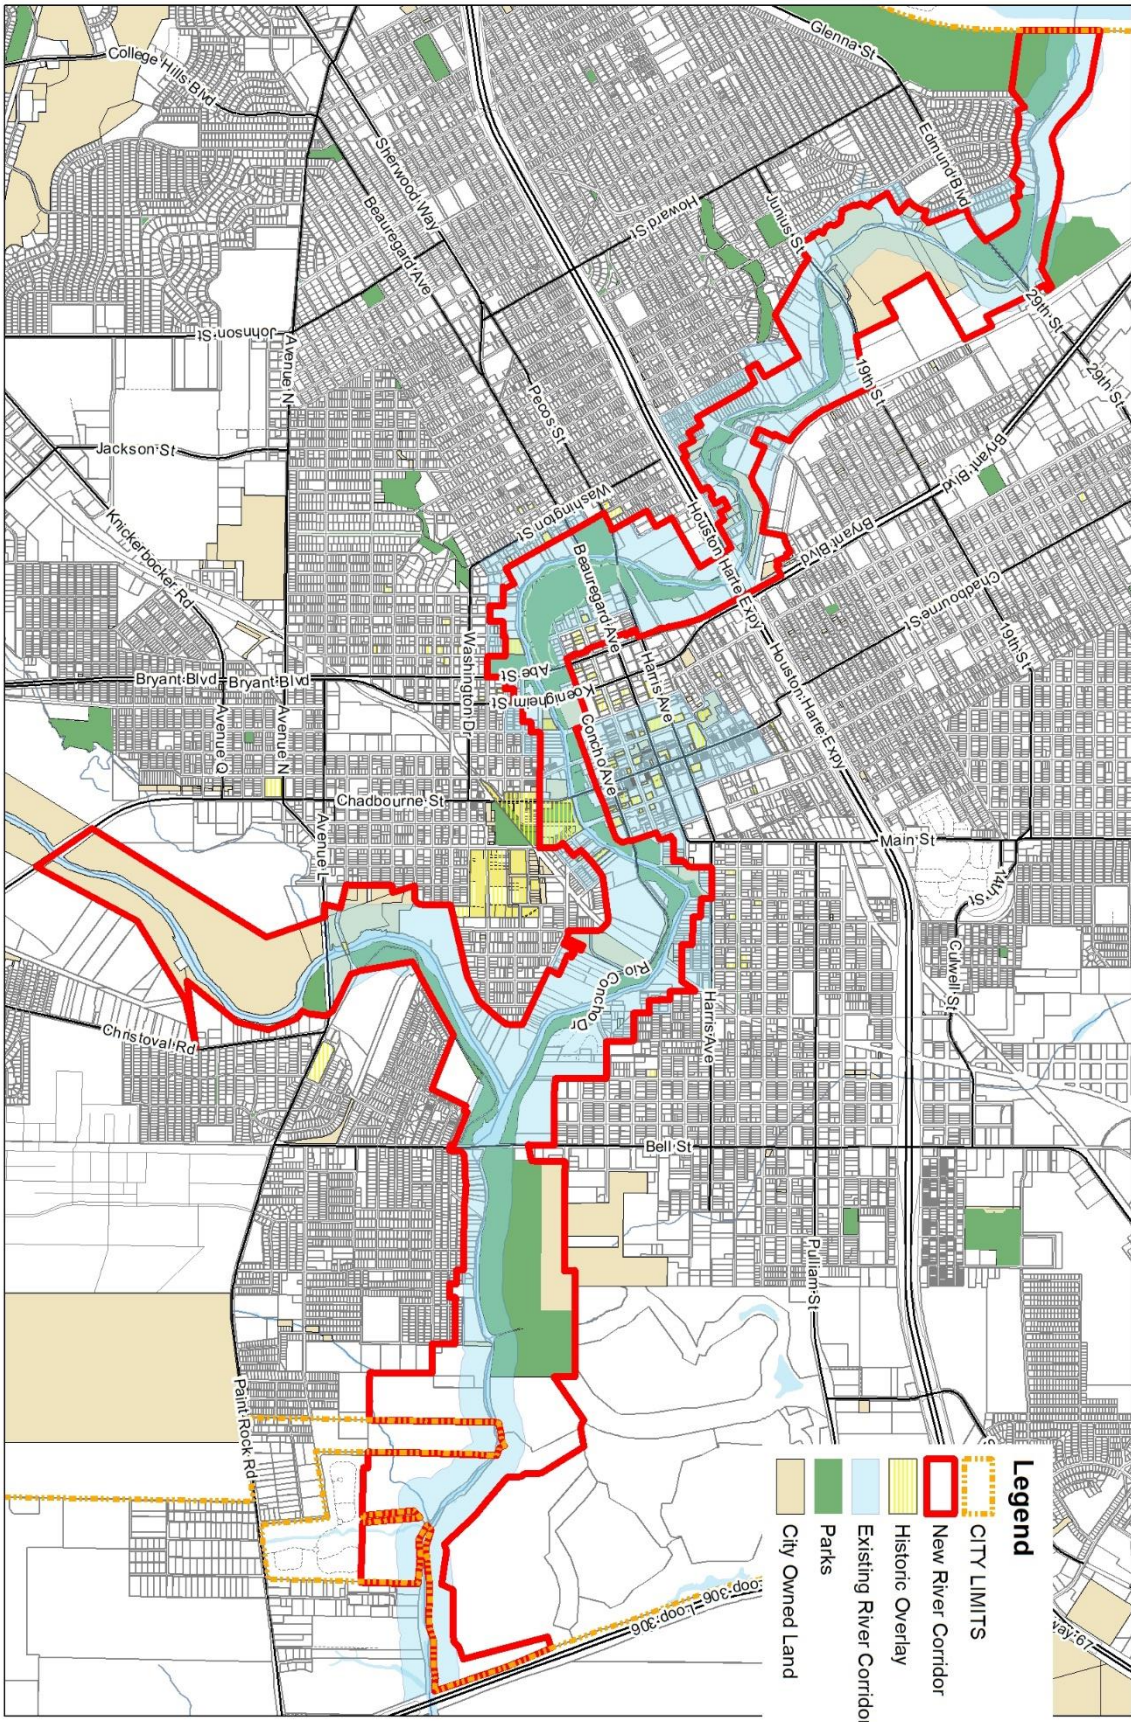 Glenna St
College Hills Blvd
Edmund Blvd
Sherwood Way
Beauregard Ave
Howard St
Junius St
29th St
29th St
19th St
Bryant Blvd
Bryant Blvd
Johnson St
Avenue N
Pecos St
Jackson St
Washington St
Houston Harte Expy
Houston Harte Expy
Chadbourne St
19th St
Knickerbocker Rd
Beauregard Ave
Harris Ave
Washington Dr
Abe St
Koenigheim St
Concho Ave
Bryant Blvd
Bryant Blvd
Avenue Q
Avenue N
Chadbourne St
Avenue L
Main St
14th St
Culwell St
Rio Concho Dr
Harris Ave
Christoval Rd
Bell St
Pulliam St
Paint Rock Rd
Loop 306
Loop 306
Loop 306
way 67
Legend
CITY LIMITS
New River Corridor
Historic Overlay
Existing River Corridor
Parks
City Owned Land